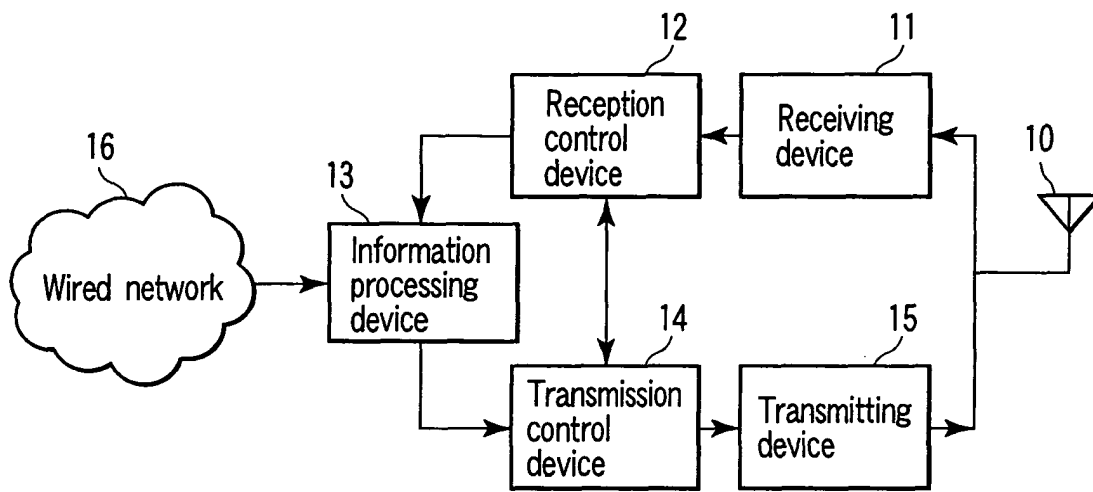 12
11
Reception
control
device
Receiving
device
10
16
13
Wired network
Information
processing
device
14
15
Transmission
control
device
Transmitting
device